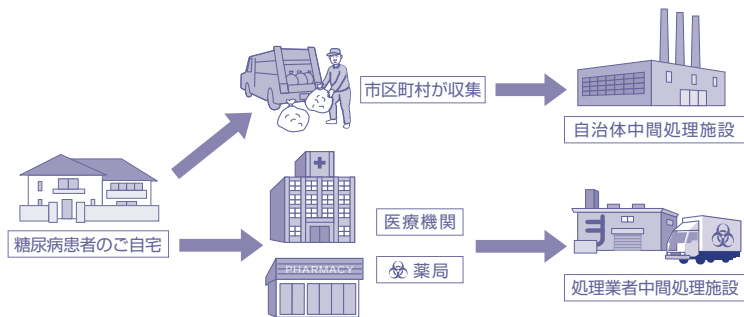 市区町村が収集
自治体中間処理施設
糖尿病患者のご自宅
医療機関
PHARMACY
薬局
処理業者中間処理施設